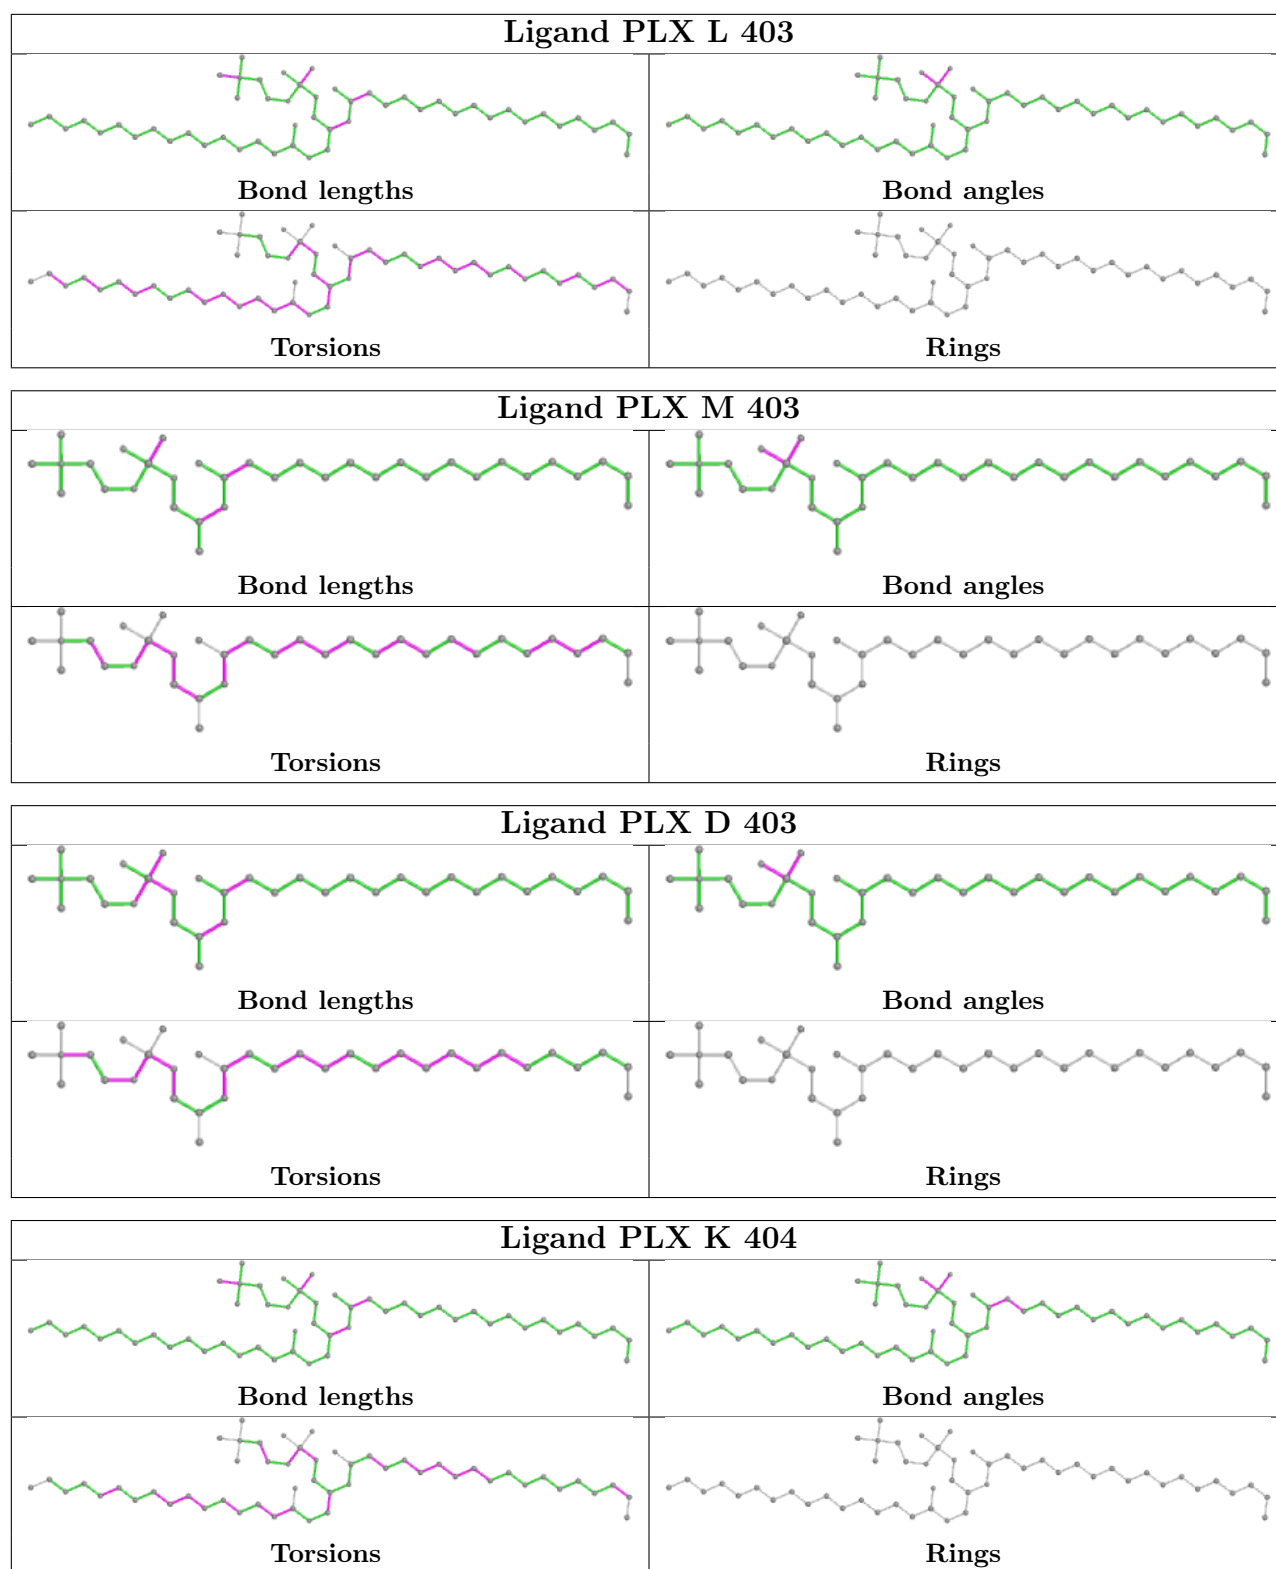 Ligand PLX L 403
Bond lengths
Bond angles
Torsions
Rings
Ligand PLX M 403
Bond lengths
Bond angles
Torsions
Rings
Ligand PLX D 403
Bond lengths
Bond angles
Torsions
Rings
Ligand PLX K 404
Bond lengths
Bond angles
Torsions
Rings